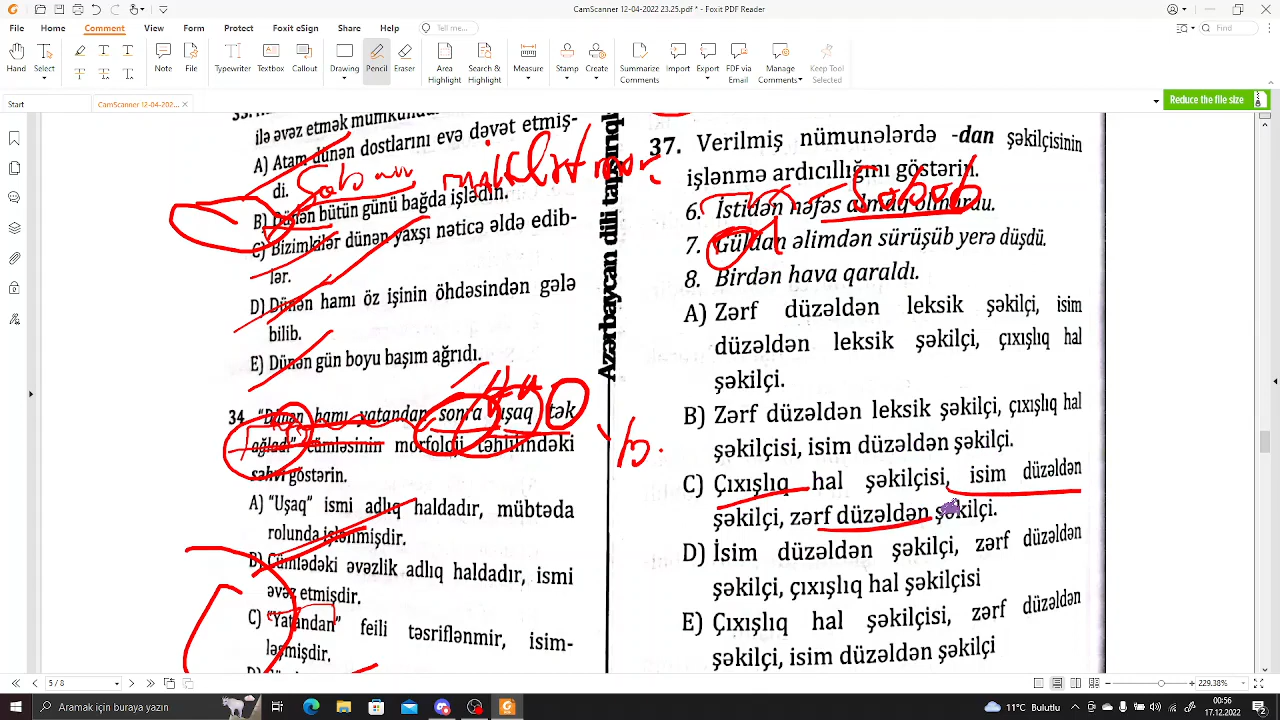 CamScanner 12-04-2022 23.25.pdf * - Foxit PDF Reader
File Home Comment View Form Protect Foxit eSign Share Help Tell me... Find
Hand Select Note File Typewriter Textbox Callout Drawing Pencil Eraser Area Highlight Search & Highlight Measure Stamp Create Summarize Comments Import Export FDF via Email Manage Comments Keep Tool Selected
Start CamScanner 12-04-202... Reduce the file size
ilə əvəz etmək
A) Atam dünən dostlarını evə dəvət etmiş-
di.
B) Dünən bütün günü bağda işlədin.
C) Bizimkilər dünən yaxşı nəticə əldə edib-
lər.
D) Dünən hamı öz işinin öhdəsindən gələ
bilib.
E) Dünən gün boyu başım ağrıdı.
34. "Dünən hamı yatandan sonra uşaq tək
ağladı" cümləsinin morfoloji təhlilindəki
səhvi göstərin.
A) "Uşaq" ismi adlıq haldadır, mübtəda
rolunda işlənmişdir.
B) Cümlədəki əvəzlik adlıq haldadır, ismi
əvəz etmişdir.
C) "Yatandan" feili təsriflənmir, isim-
ləşmişdir.
Azərbaycan dili
37. Verilmiş nümunələrdə -dan şəkilçisinin
işlənmə ardıcıllığını göstərin.
Səbəb
6. İstidən nəfəs almaq olmurdu.
7. Güldan əlimdən sürüşüb yerə düşdü.
8. Birdən hava qaraldı.
A) Zərf düzəldən leksik şəkilçi, isim
düzəldən leksik şəkilçi, çıxışlıq hal
şəkilçi.
B) Zərf düzəldən leksik şəkilçi, çıxışlıq hal
şəkilçisi, isim düzəldən şəkilçi.
C) Çıxışlıq hal şəkilçisi, isim düzəldən
şəkilçi, zərf düzəldən şəkilçi.
D) İsim düzəldən şəkilçi, zərf düzəldən
şəkilçi, çıxışlıq hal şəkilçisi
E) Çıxışlıq hal şəkilçisi, zərf düzəldən
şəkilçi, isim düzəldən şəkilçi
5 / 8 229.38%
Aramak için buraya yazın 11°C Bulutlu 00:56
17.12.2022